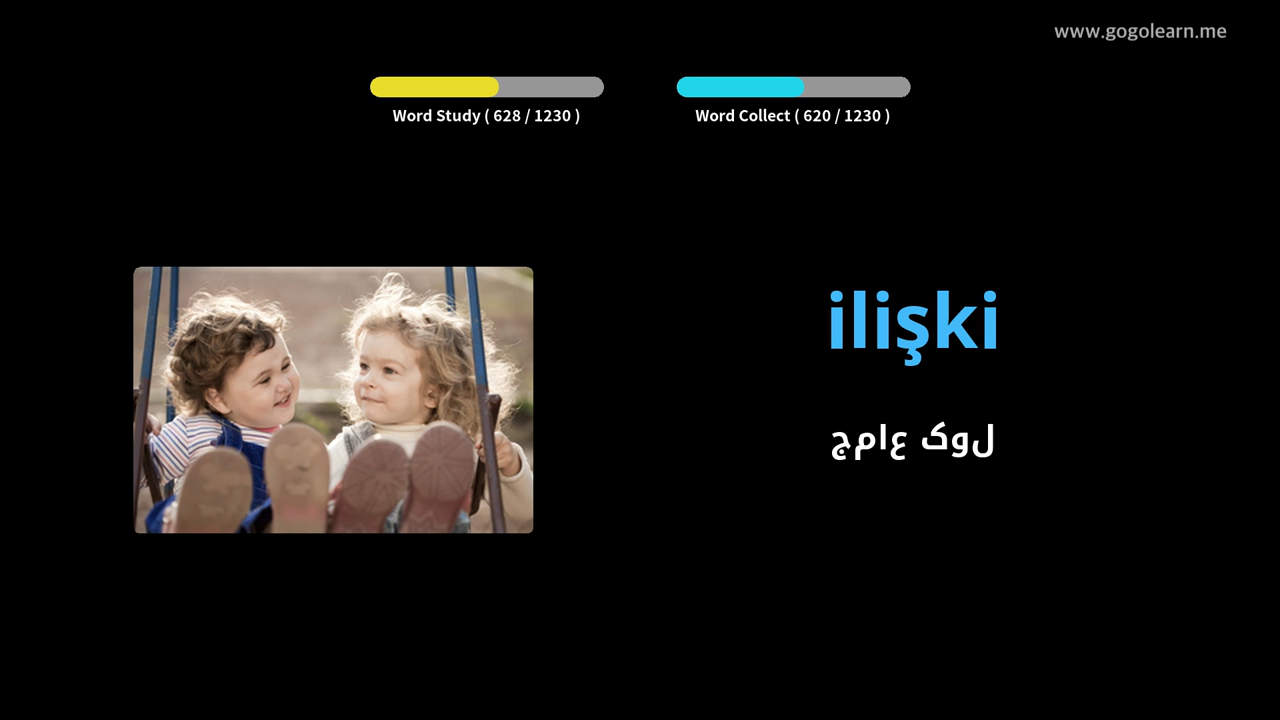 www.gogolearn.me
Word Study ( 628 / 1230 )
Word Collect ( 620 / 1230 )
ilişki
لوک عامج